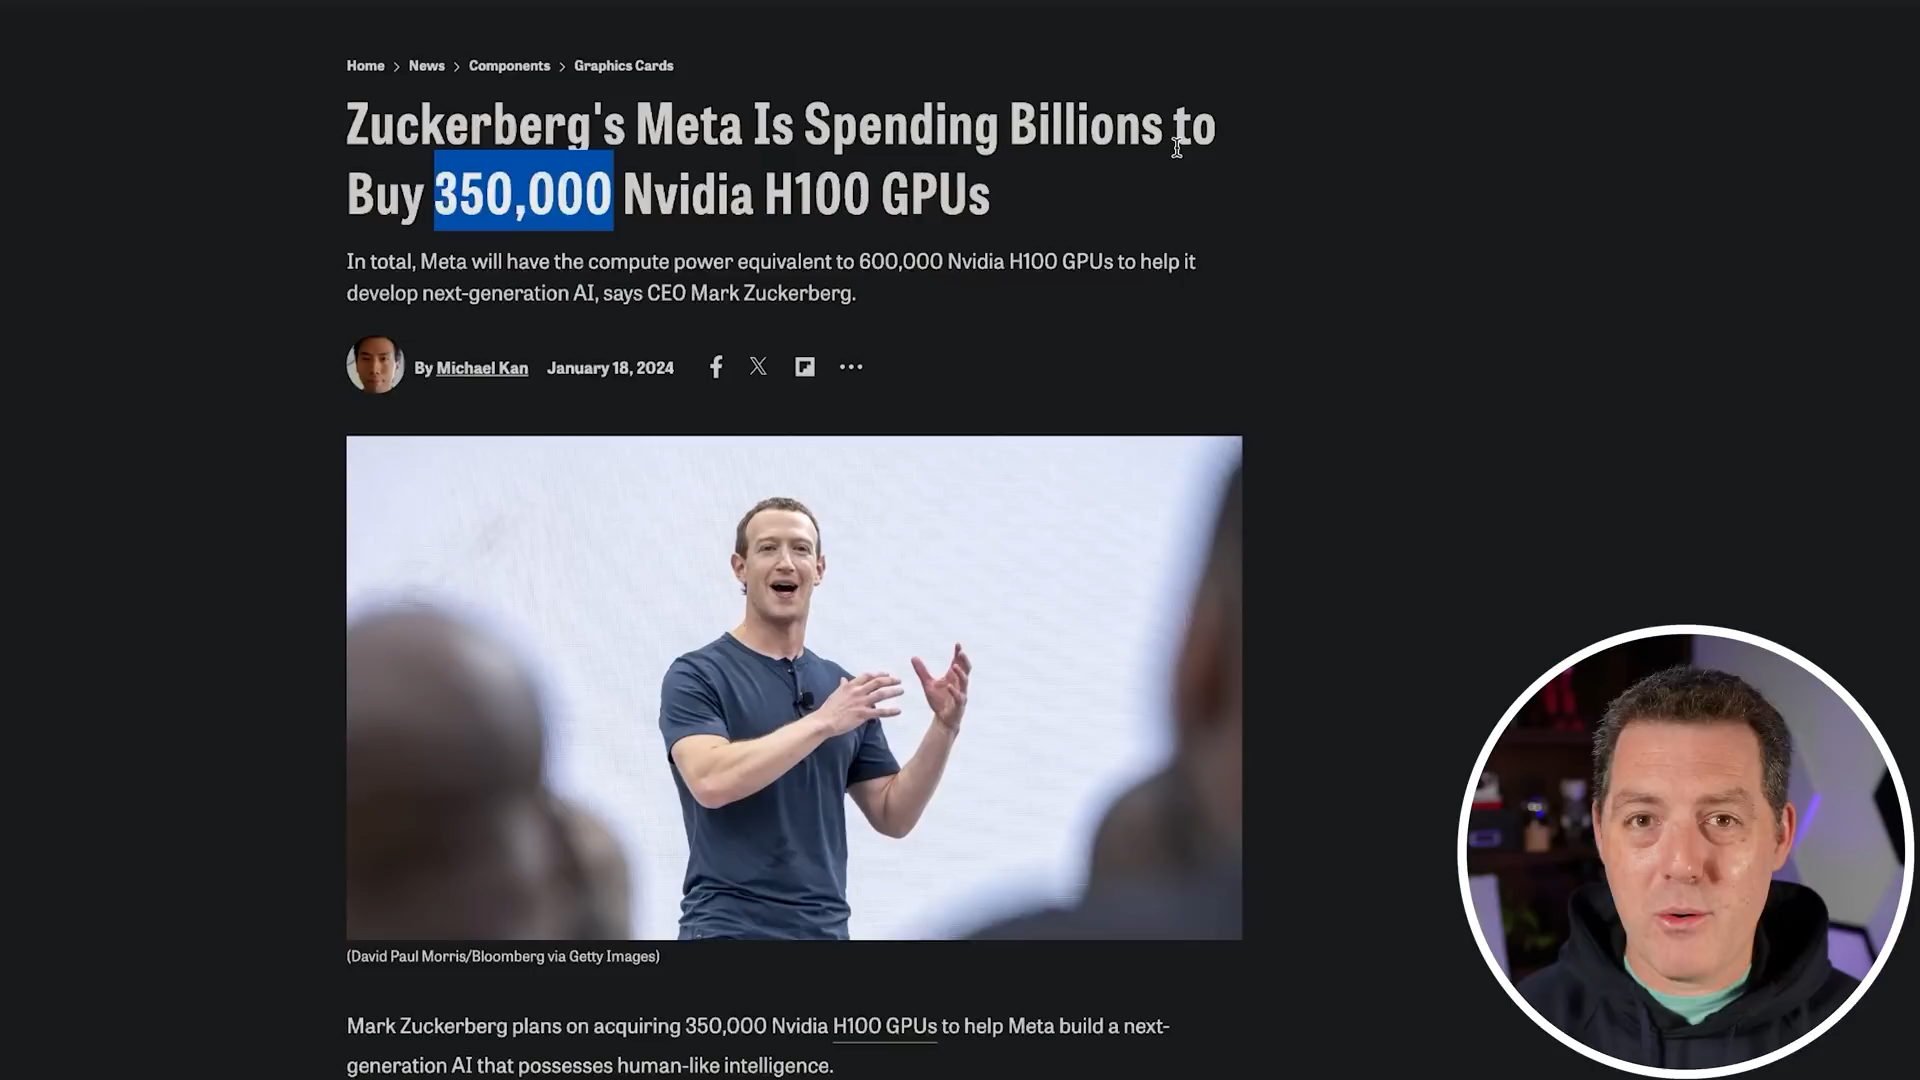 Home > News > Components > Graphics Cards
Zuckerberg's Meta Is Spending Billions to
Buy 350,000 Nvidia H100 GPUs
In total, Meta will have the compute power equivalent to 600,000 Nvidia H100 GPUs to help it
develop next-generation AI, says CEO Mark Zuckerberg.
By Michael Kan January 18, 2024
(David Paul Morris/Bloomberg via Getty Images)
Mark Zuckerberg plans on acquiring 350,000 Nvidia H100 GPUs to help Meta build a next-
generation AI that possesses human-like intelligence.